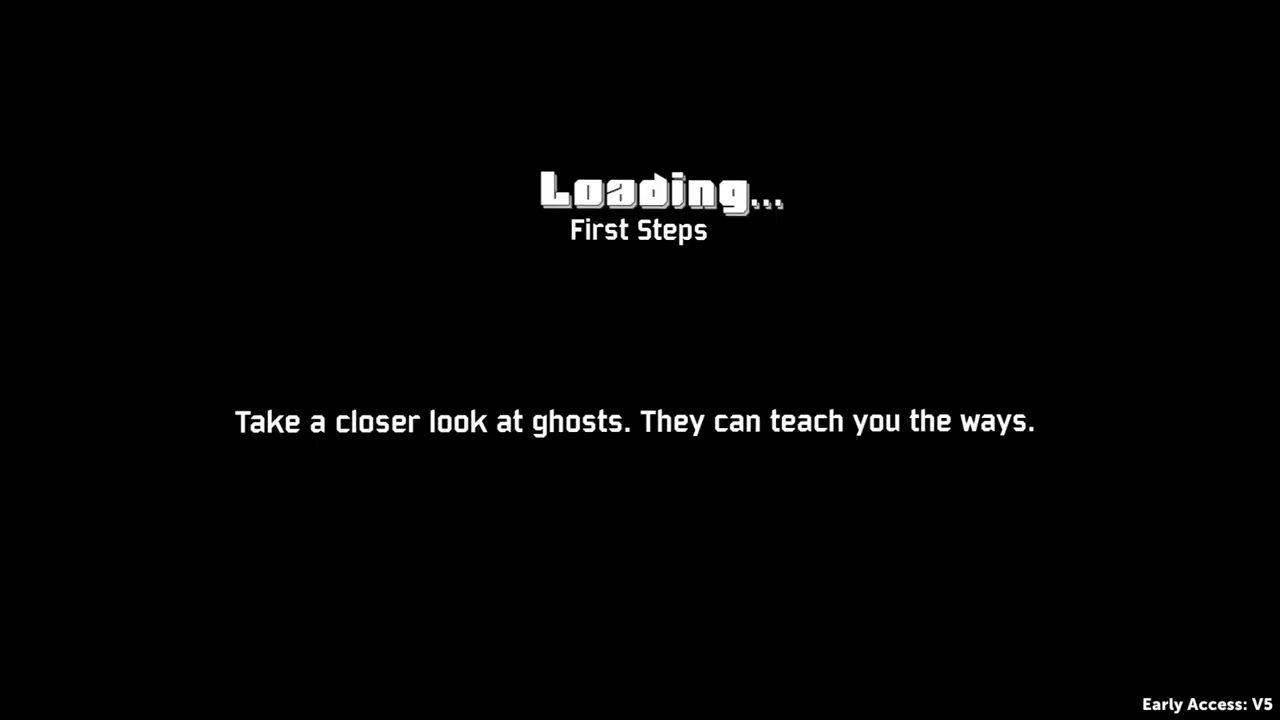 Loading...
First Steps
Take a closer look at ghosts. They can teach you the ways.
Early Access: V5